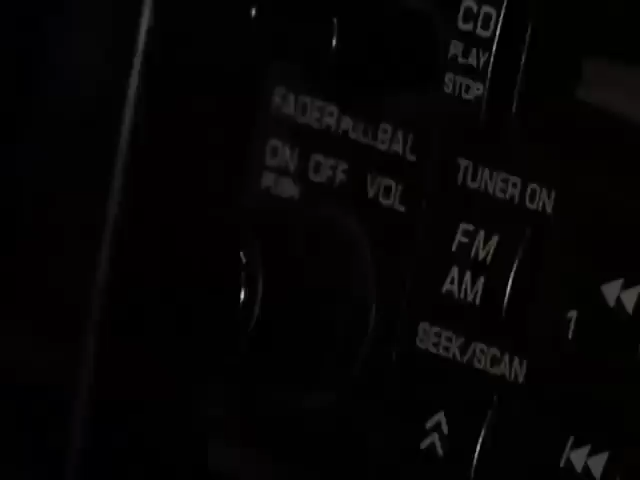 CD
PLAY
STOP
FADER PULL BAL
ON OFF VOL
PUSH
TUNER ON
FM
AM
1
SEEK/SCAN